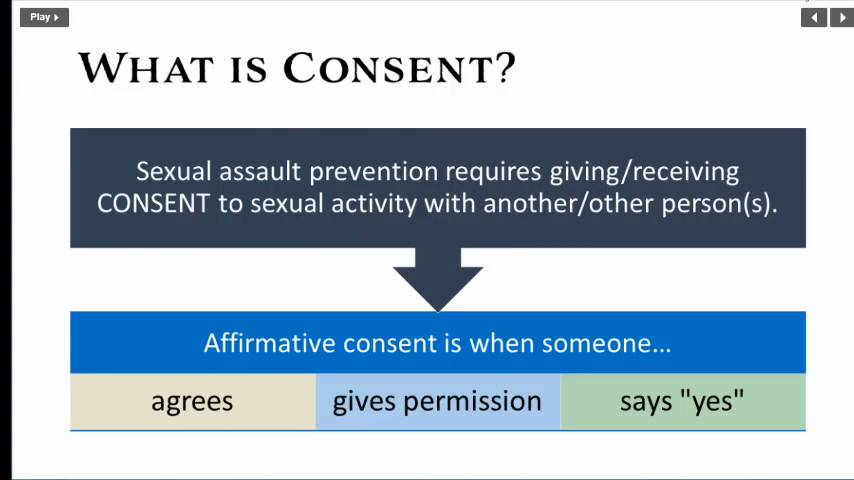 Play
WHAT IS CONSENT?
Sexual assault prevention requires giving/receiving
CONSENT to sexual activity with another/other person(s).
Affirmative consent is when someone...
agrees
gives permission
says "yes"